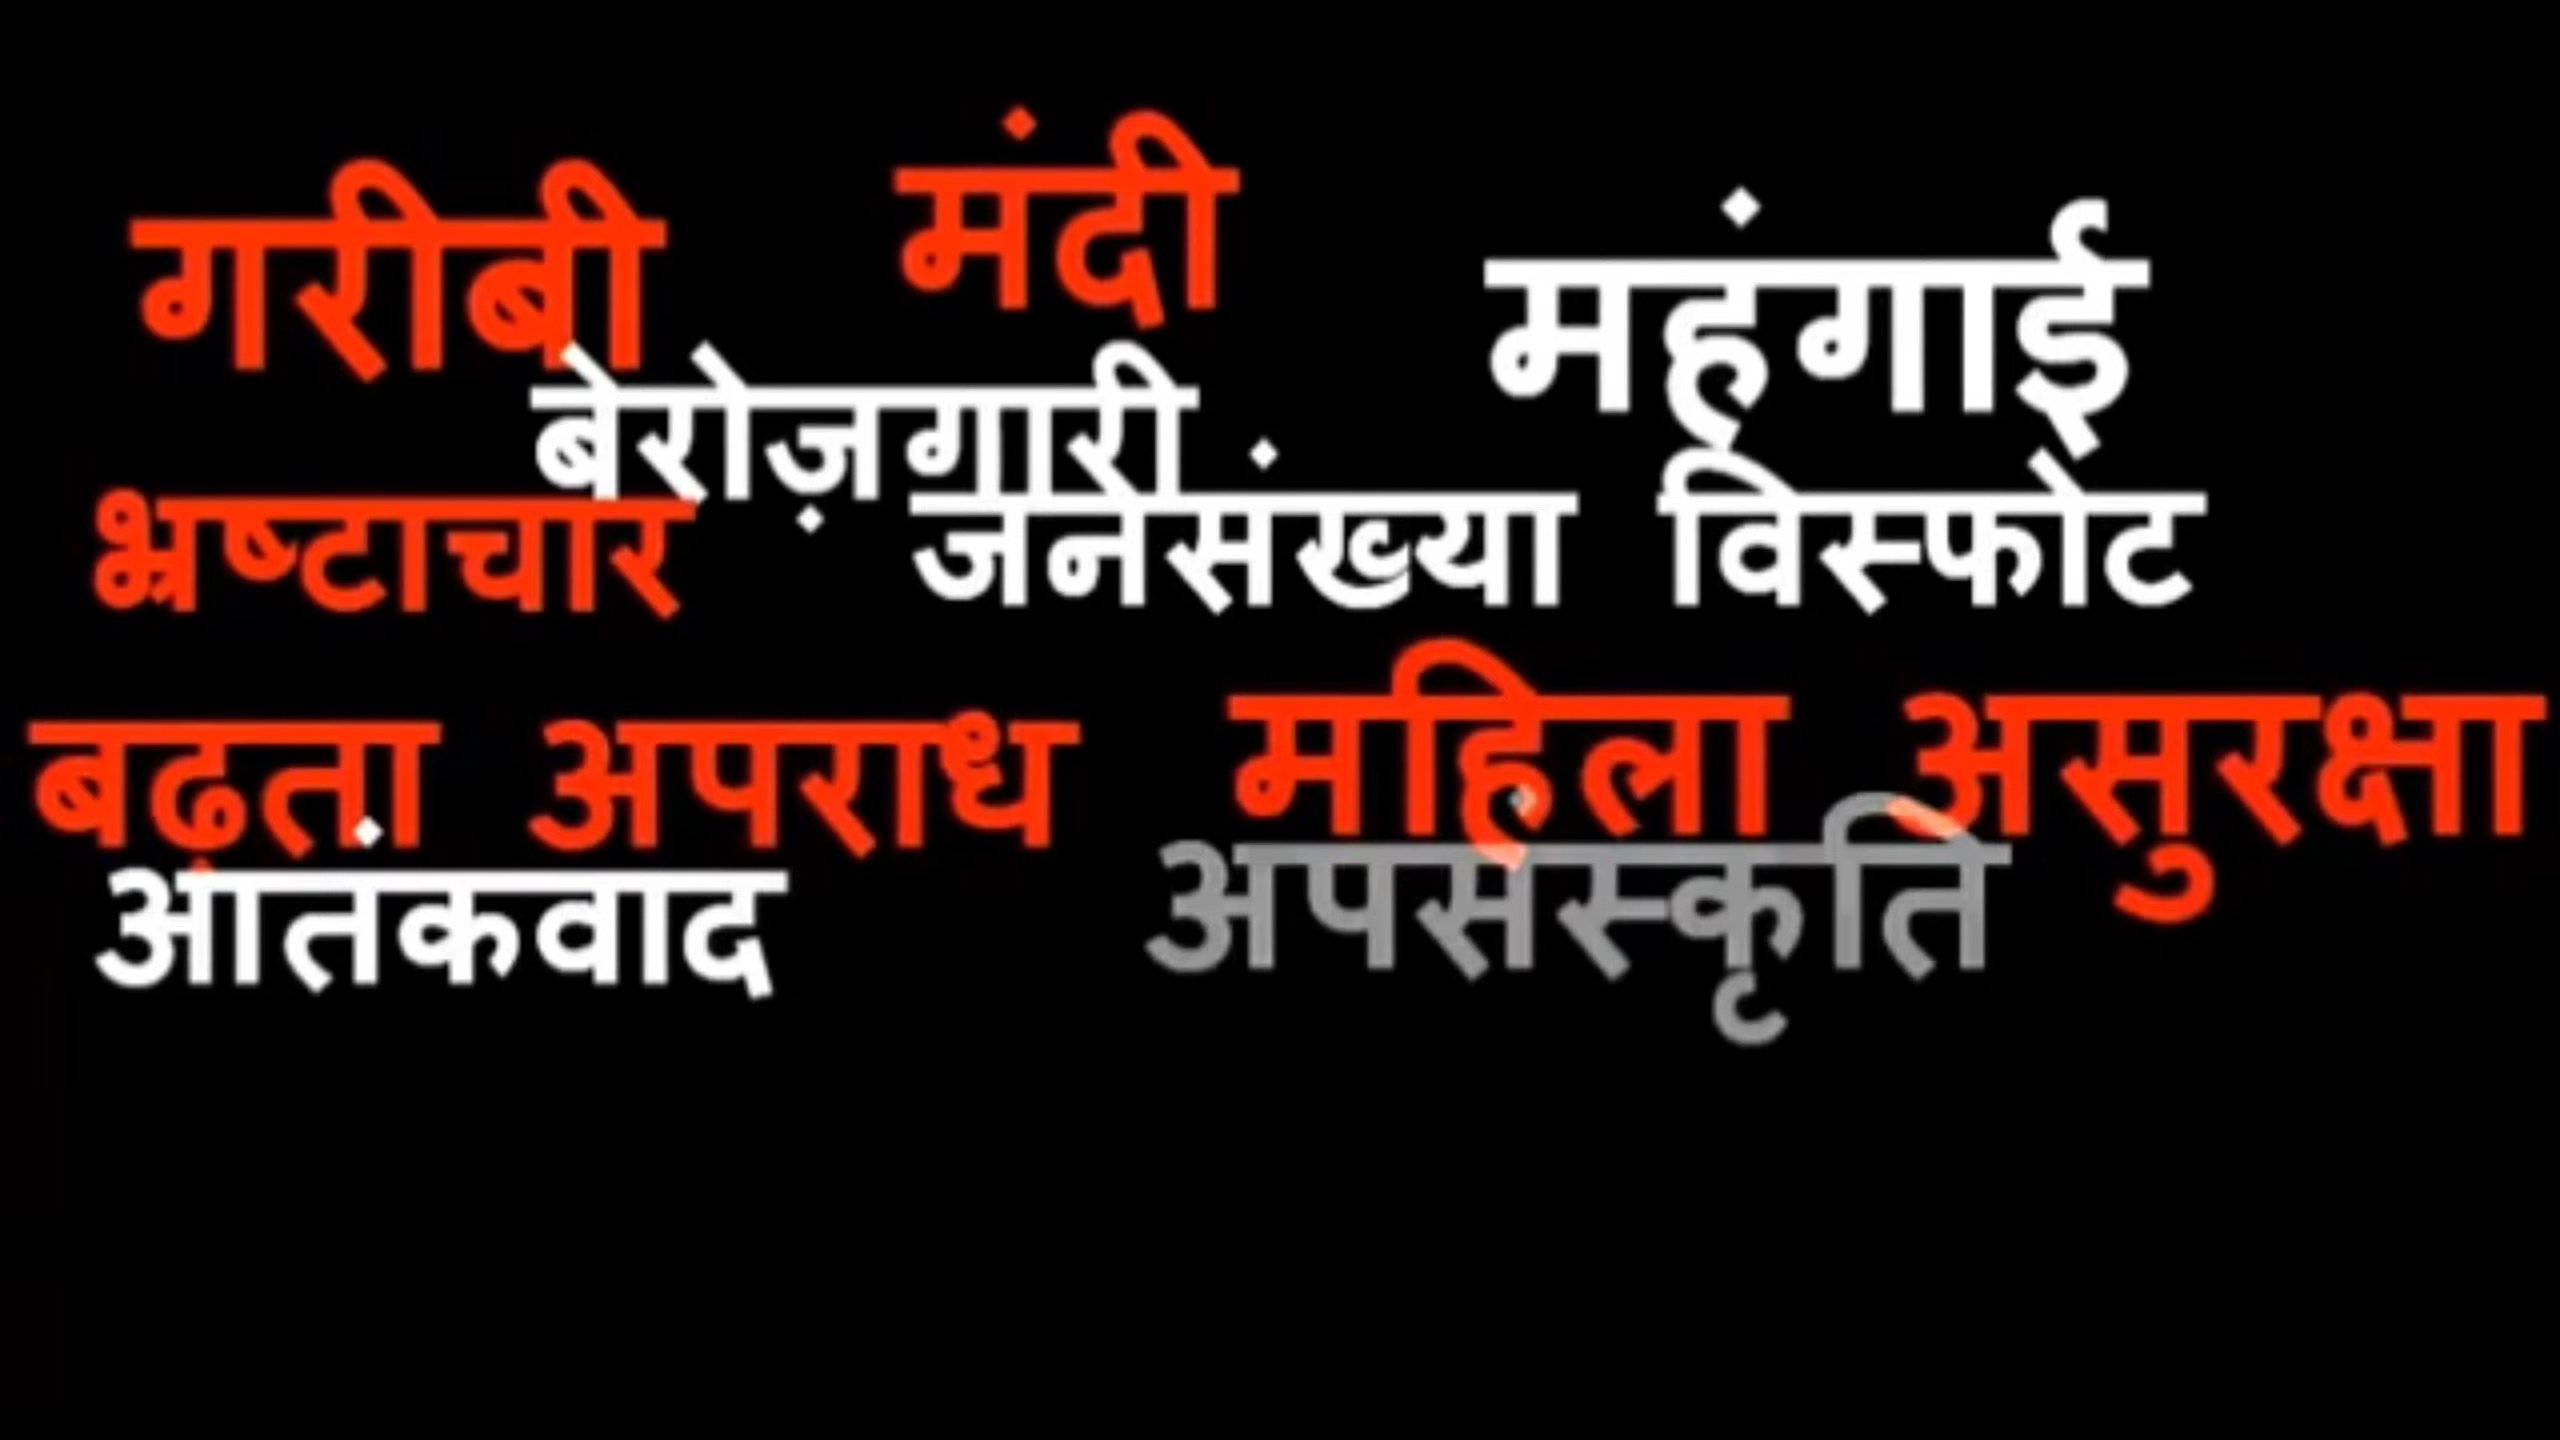 गरीबी
मंदी
महंगाई
बेरोज़गारी
भ्रष्टाचार
जनसंख्या विस्फोट
बढ़ता अपराध
महिला असुरक्षा
आतंकवाद
अपसंस्कृति